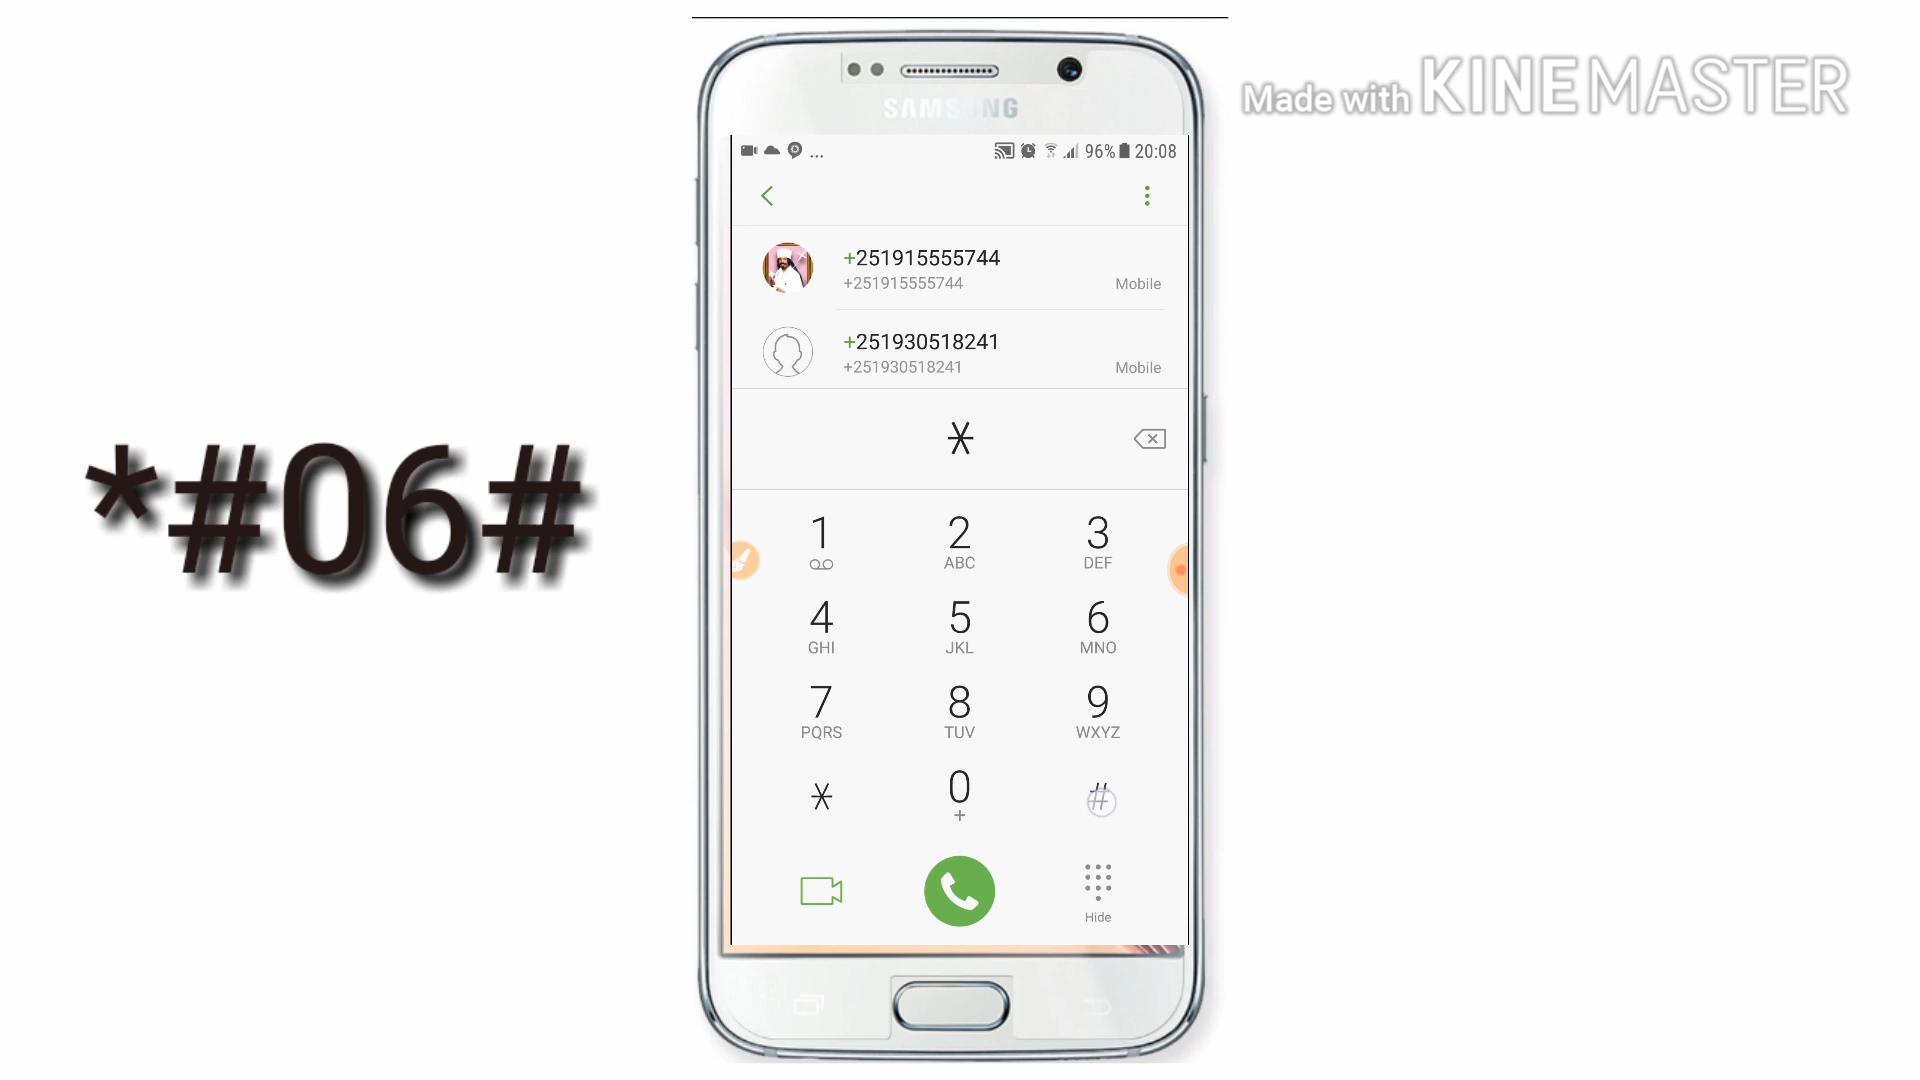 Made with KINEMASTER
SAMSUNG
... 96% 20:08
+251915555744
+251915555744 Mobile
+251930518241
+251930518241 Mobile
*
*#06#
1 2 3
ABC DEF
4 5 6
GHI JKL MNO
7 8 9
PQRS TUV WXYZ
* 0 #
+
Hide